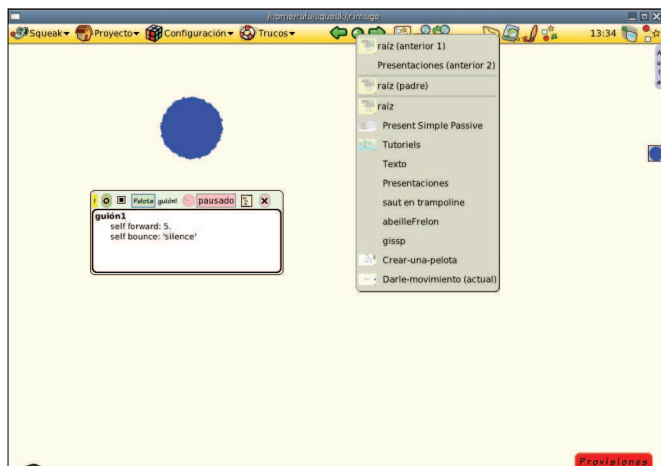 /home/rafa/squeak/r.image
Squeak Proyecto Configuración Trucos 13:34
raíz (anterior 1)
Presentaciones (anterior 2)
raíz (padre)
raíz
Present Simple Passive
Tutoriels
Texto
Presentaciones
saut en trampoline
abeilleFrelon
gissp
Crear-una-pelota
Darle-movimiento (actual)
! Pelota guión1 pausado
guión1
self forward: 5.
self bounce: 'silence'
Provisiones